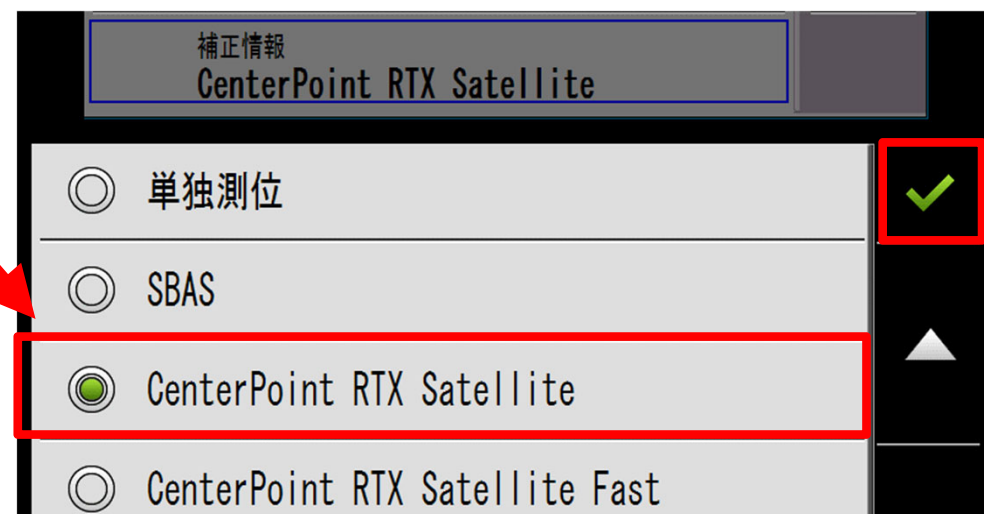 補正情報
CenterPoint RTX Satellite
単独測位
SBAS
CenterPoint RTX Satellite
CenterPoint RTX Satellite Fast